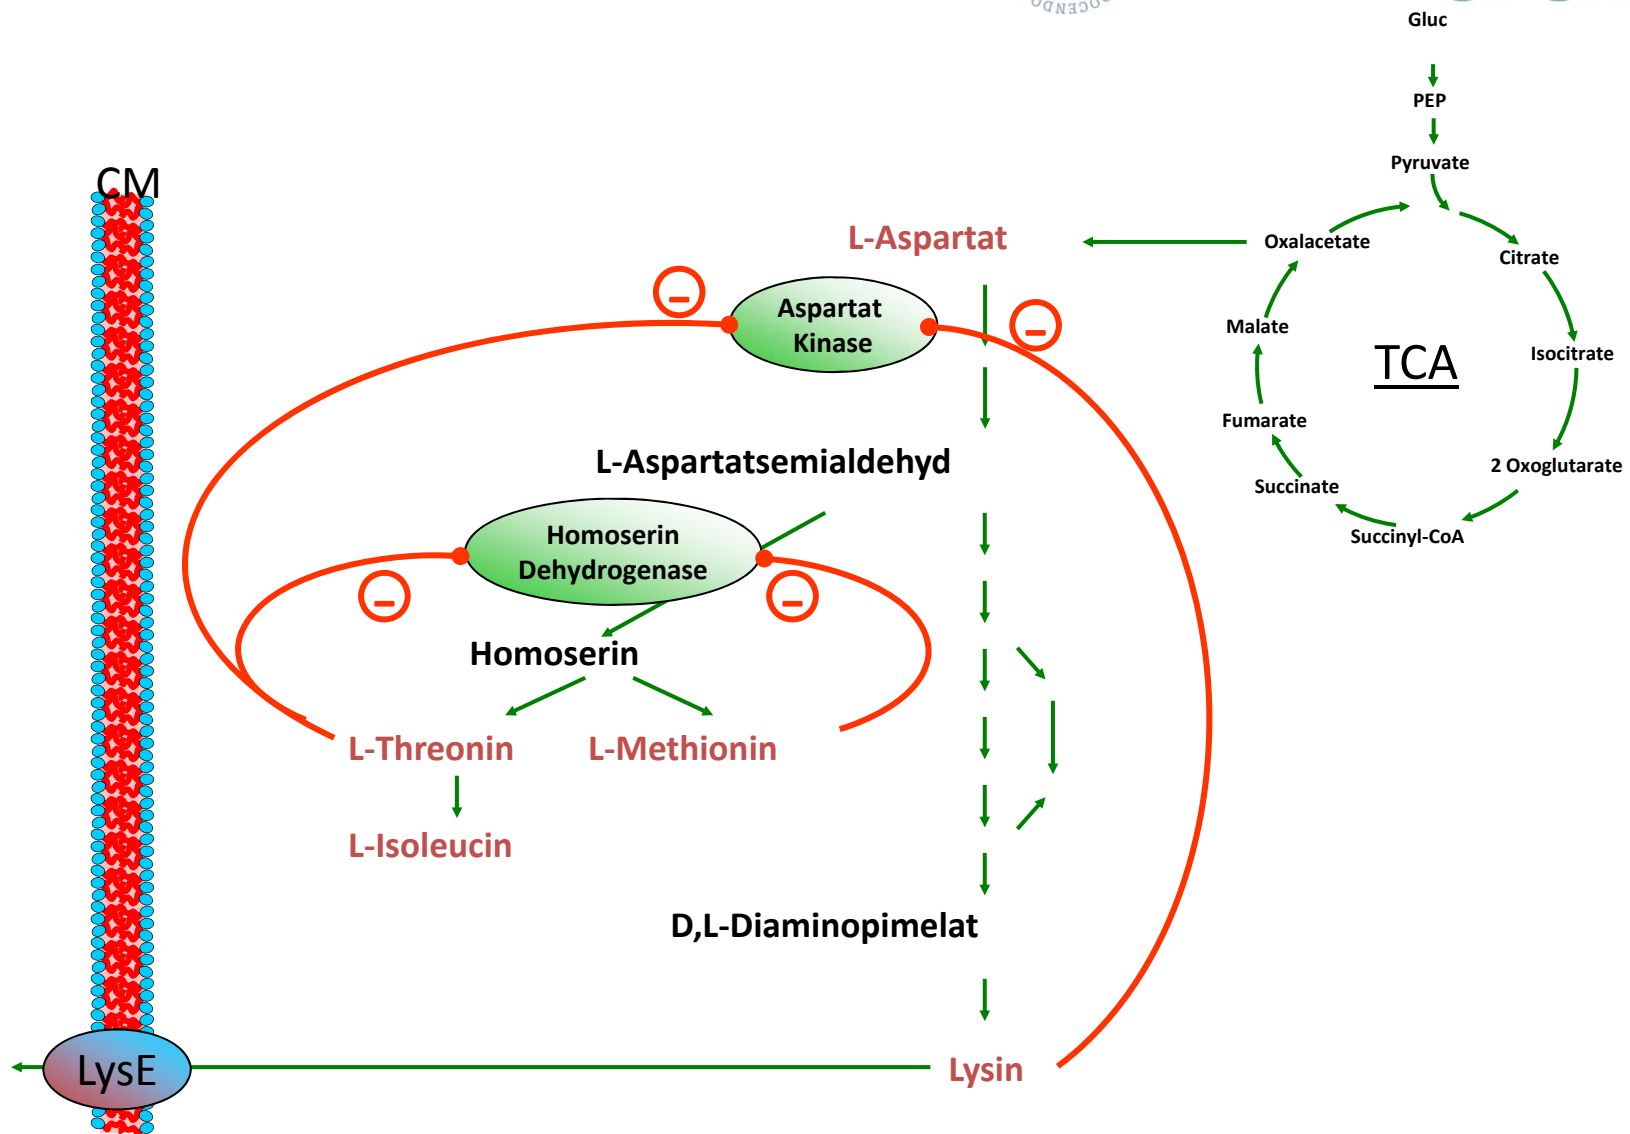 OCENDO
Gluc
PEP
Pyruvate
CM
L-Aspartat
Oxalacetate
Citrate
Aspartat
Kinase
Malate
Isocitrate
TCA
Fumarate
L-Aspartatsemialdehyd
2 Oxoglutarate
Succinate
Succinyl-CoA
Homoserin
Dehydrogenase
Homoserin
L-Threonin
L-Methionin
L-Isoleucin
D,L-Diaminopimelat
LysE
Lysin